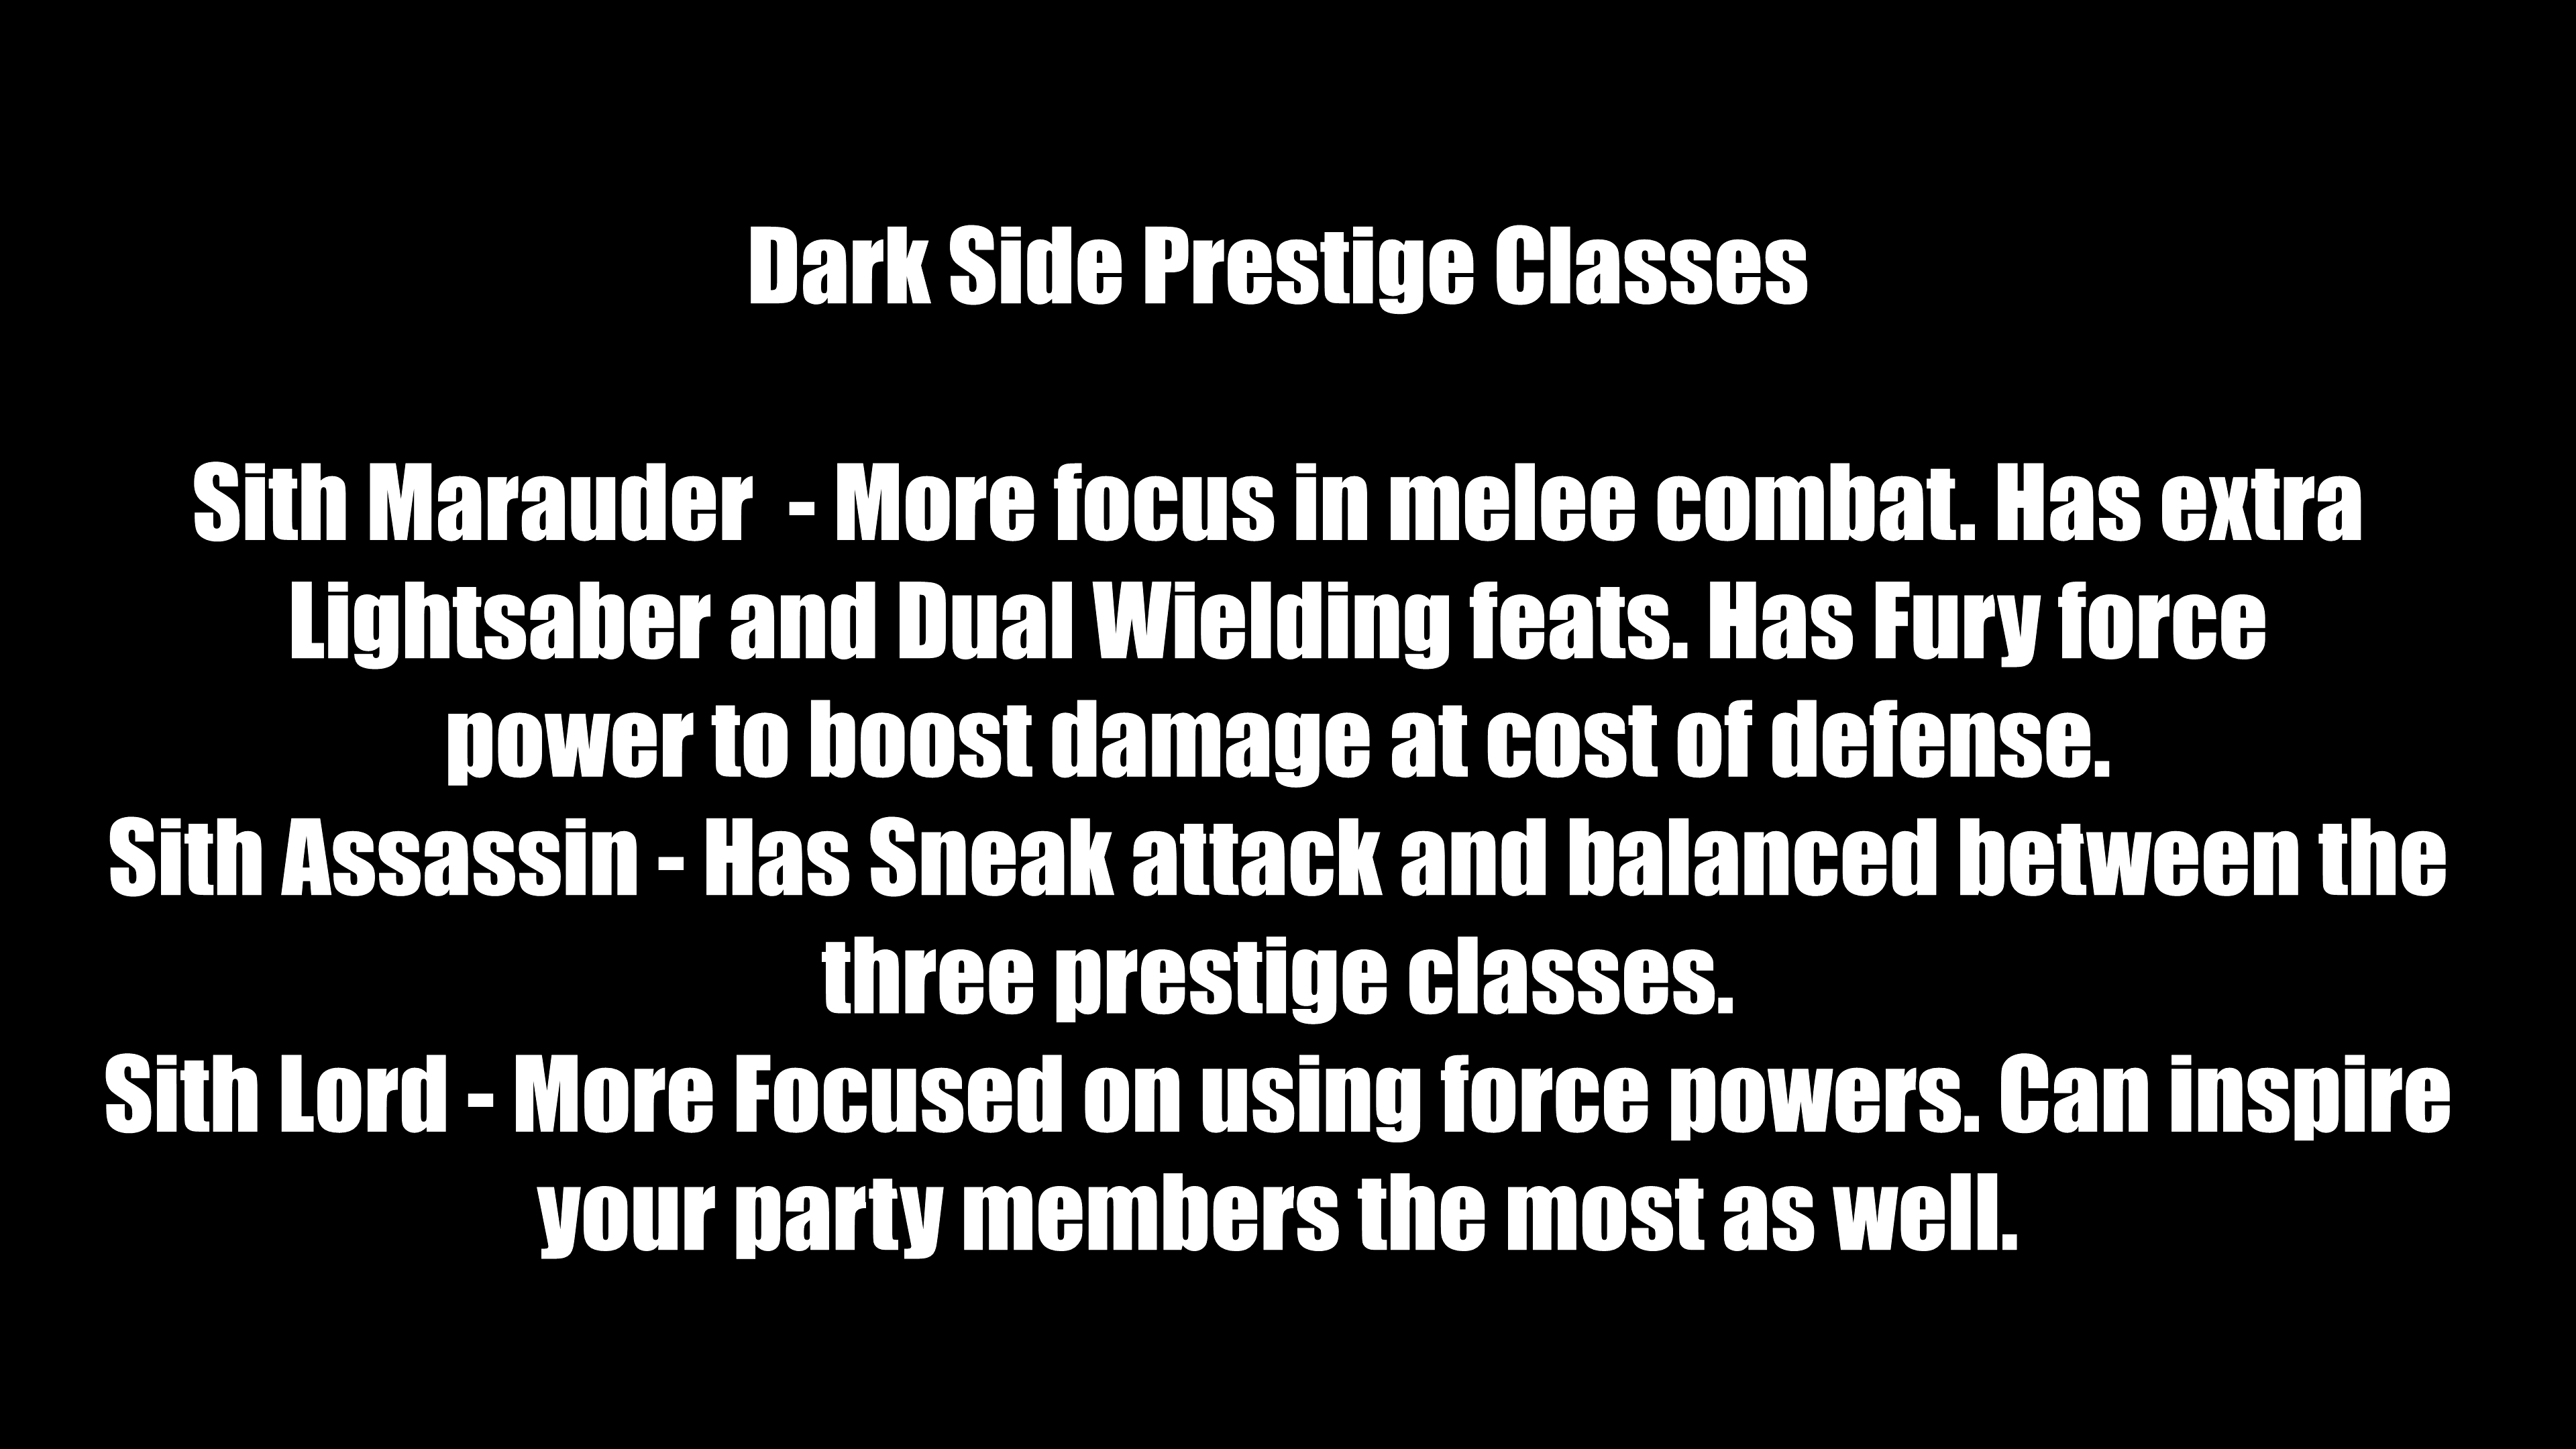 Dark Side Prestige Classes
Sith Marauder  - More focus in melee combat. Has extra
Lightsaber and Dual Wielding feats. Has Fury force
power to boost damage at cost of defense.
Sith Assassin - Has Sneak attack and balanced between the
three prestige classes.
Sith Lord - More Focused on using force powers. Can inspire
your party members the most as well.